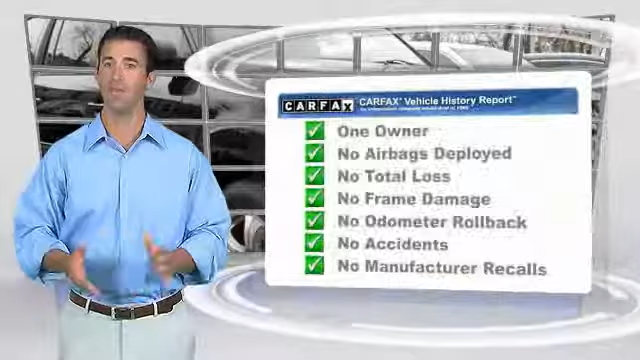 CARFAX CARFAX Vehicle History Report™
One Owner
No Airbags Deployed
No Total Loss
No Frame Damage
No Odometer Rollback
No Accidents
No Manufacturer Recalls